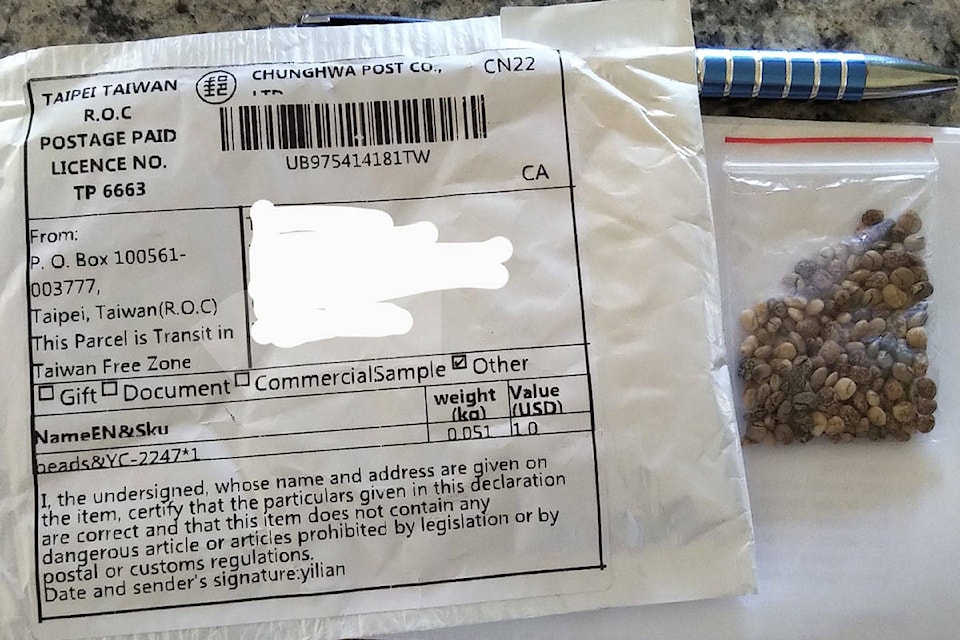 TAIPEI TAIWAN
R.O.C
POSTAGE PAID
LICENCE NO.
TP 6663
CHUNGHWA POST CO.,
LTD
CN22
UB975414181TW
CA
From:
P. O. Box 100561-
003777,
Taipei, Taiwan(R.O.C)
This Parcel is Transit in
Taiwan Free Zone
Gift Document CommercialSample Other
NameEN&Sku
weight
(kg)
Value
(USD)
beads&YC-2247*1
0.051
1.0
I, the undersigned, whose name and address are given on
the item, certify that the particulars given in this declaration
are correct and that this item does not contain any
dangerous article or articles prohibited by legislation or by
postal or customs regulations.
Date and sender's signature:yilian